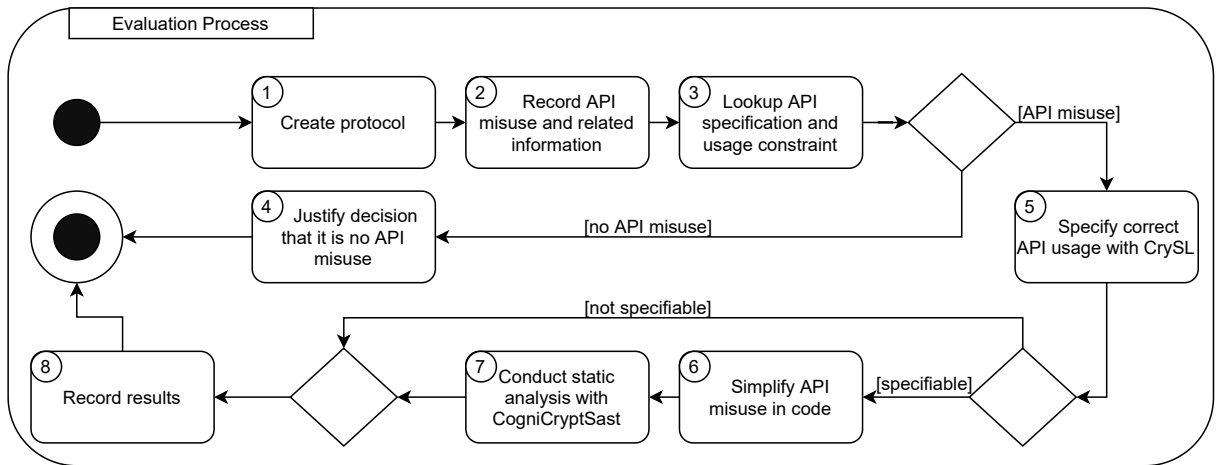 Evaluation Process
1
Create protocol
2
Record API
misuse and related
information
3
Lookup API
specification and
usage constraint
[API misuse]
4
Justify decision
that it is no API
misuse
[no API misuse]
5
Specify correct
API usage with CrySL
[not specifiable]
8
Record results
7
Conduct static
analysis with
CogniCryptSast
6
Simplify API
misuse in code
[specifiable]